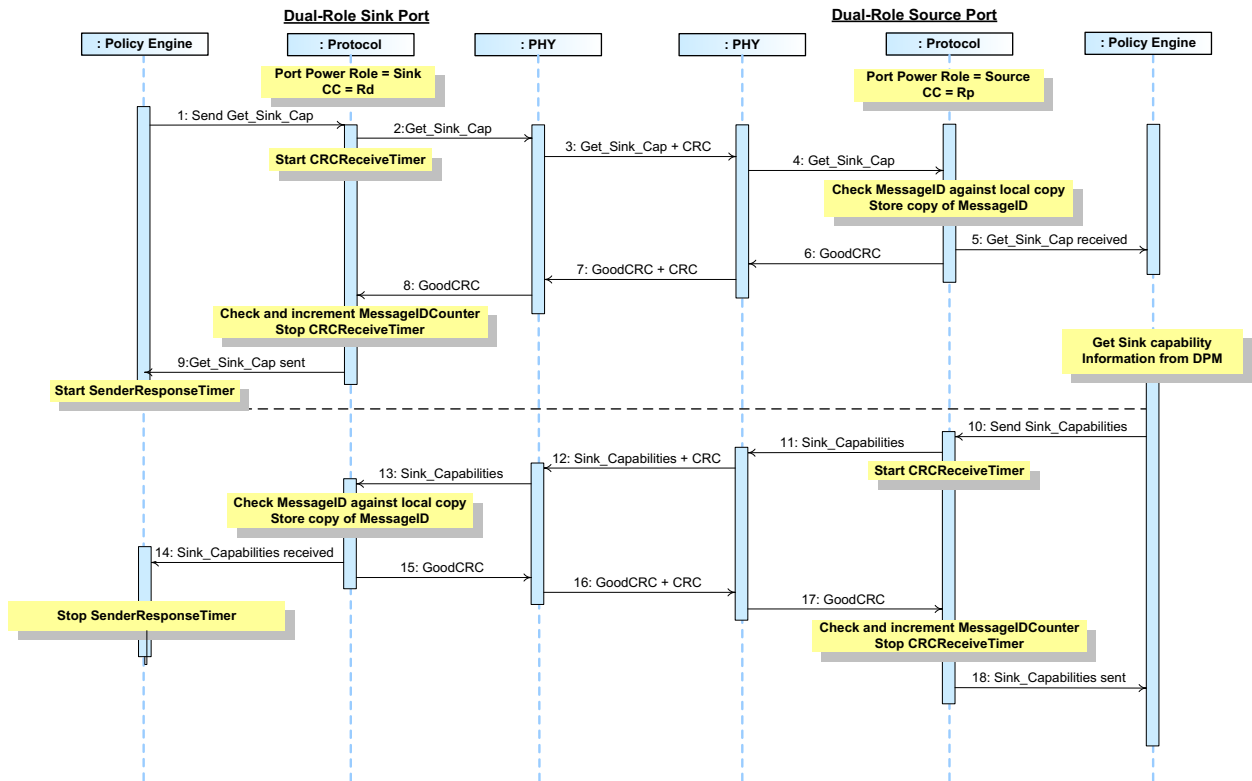 Dual-Role Sink Port
Dual-Role Source Port
: Policy Engine
: Protocol
: PHY
: PHY
: Protocol
: Policy Engine
Port Power Role = Sink
CC = Rd
Port Power Role = Source
CC = Rp
1: Send Get_Sink_Cap
2:Get_Sink_Cap
3: Get_Sink_Cap + CRC
Start CRCReceiveTimer
4: Get_Sink_Cap
Check MessageID against local copy
Store copy of MessageID
5: Get_Sink_Cap received
6: GoodCRC
7: GoodCRC + CRC
8: GoodCRC
Check and increment MessageIDCounter
Stop CRCReceiveTimer
Get Sink capability
Information from DPM
9:Get_Sink_Cap sent
Start SenderResponseTimer
10: Send Sink_Capabilities
11: Sink_Capabilities
12: Sink_Capabilities + CRC
Start CRCReceiveTimer
13: Sink_Capabilities
Check MessageID against local copy
Store copy of MessageID
14: Sink_Capabilities received
15: GoodCRC
16: GoodCRC + CRC
17: GoodCRC
Stop SenderResponseTimer
Check and increment MessageIDCounter
Stop CRCReceiveTimer
18: Sink_Capabilities sent